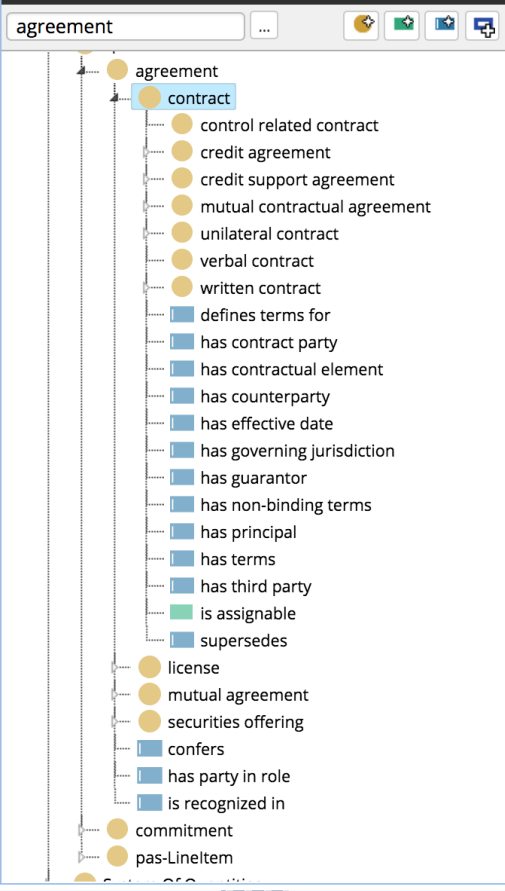 agreement
...
agreement
contract
control related contract
credit agreement
credit support agreement
mutual contractual agreement
unilateral contract
verbal contract
written contract
defines terms for
has contract party
has contractual element
has counterparty
has effective date
has governing jurisdiction
has guarantor
has non-binding terms
has principal
has terms
has third party
is assignable
supersedes
license
mutual agreement
securities offering
confers
has party in role
is recognized in
commitment
pas-LineItem